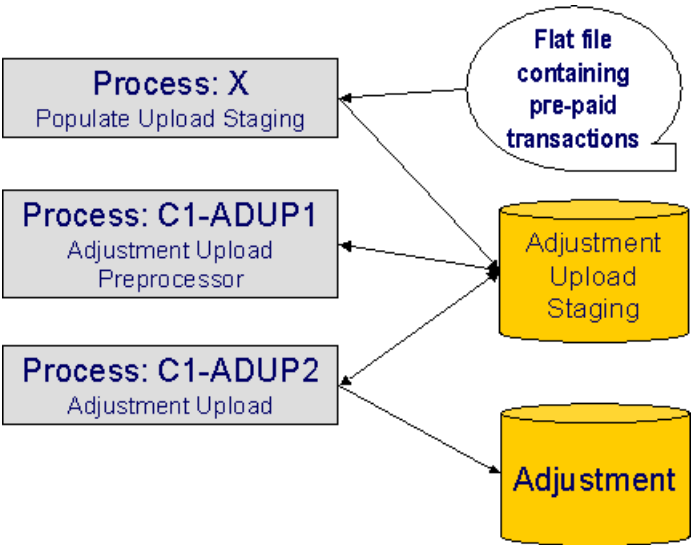 Process: X
Populate Upload Staging
Flat file
containing
pre-paid
transactions
Process: C1-ADUP1
Adjustment Upload
Preprocessor
Adjustment
Upload
Staging
Process: C1-ADUP2
Adjustment Upload
Adjustment